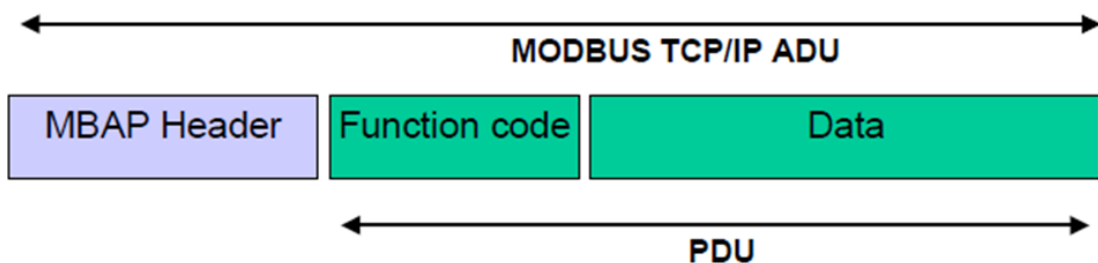 MODBUS TCP/IP ADU
MBAP Header Function code Data
PDU